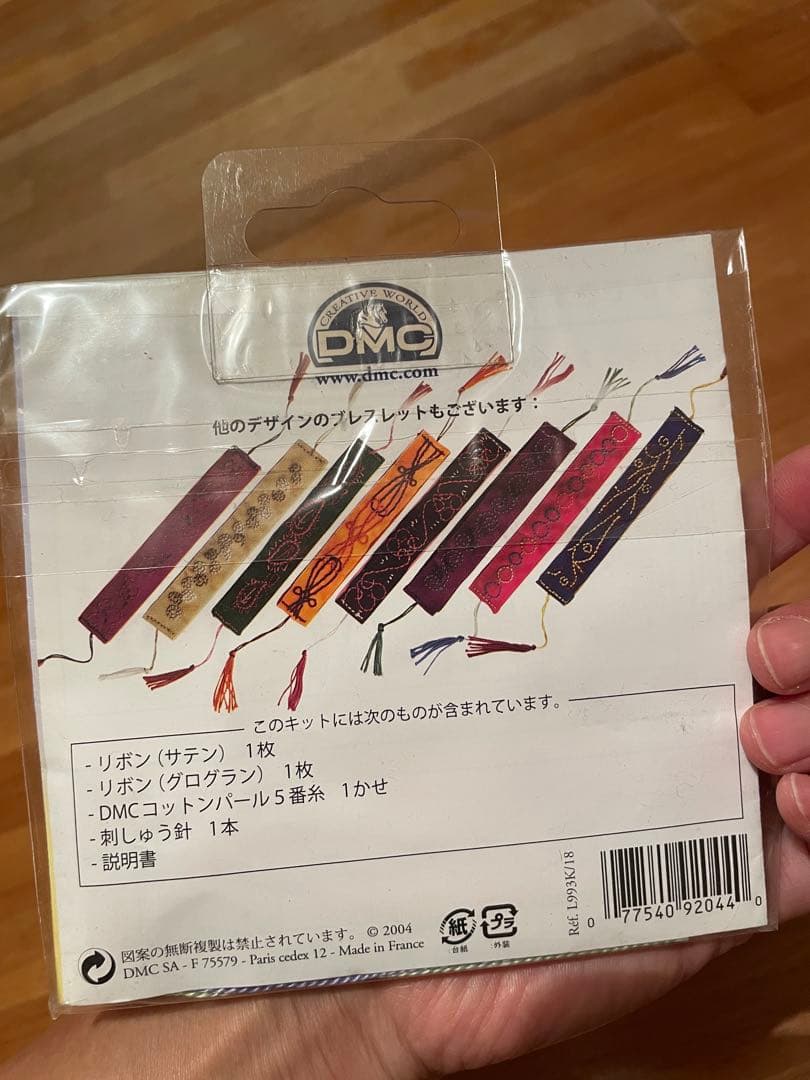 CREATIVE WORLD
DMC
www.dmc.com
他のデザインのブレスレットもございます：
このキットには次のものが含まれています。
- リボン（サテン） 1枚
- リボン（グログラン） 1枚
- DMCコットンパール5番糸 1かせ
- 刺しゅう針 1本
- 説明書
Réf. L993K/18
0 77540 92044 0
紙
:台紙
プラ
:外装
図案の無断複製は禁止されています。 © 2004
DMC SA - F 75579 - Paris cedex 12 - Made in France